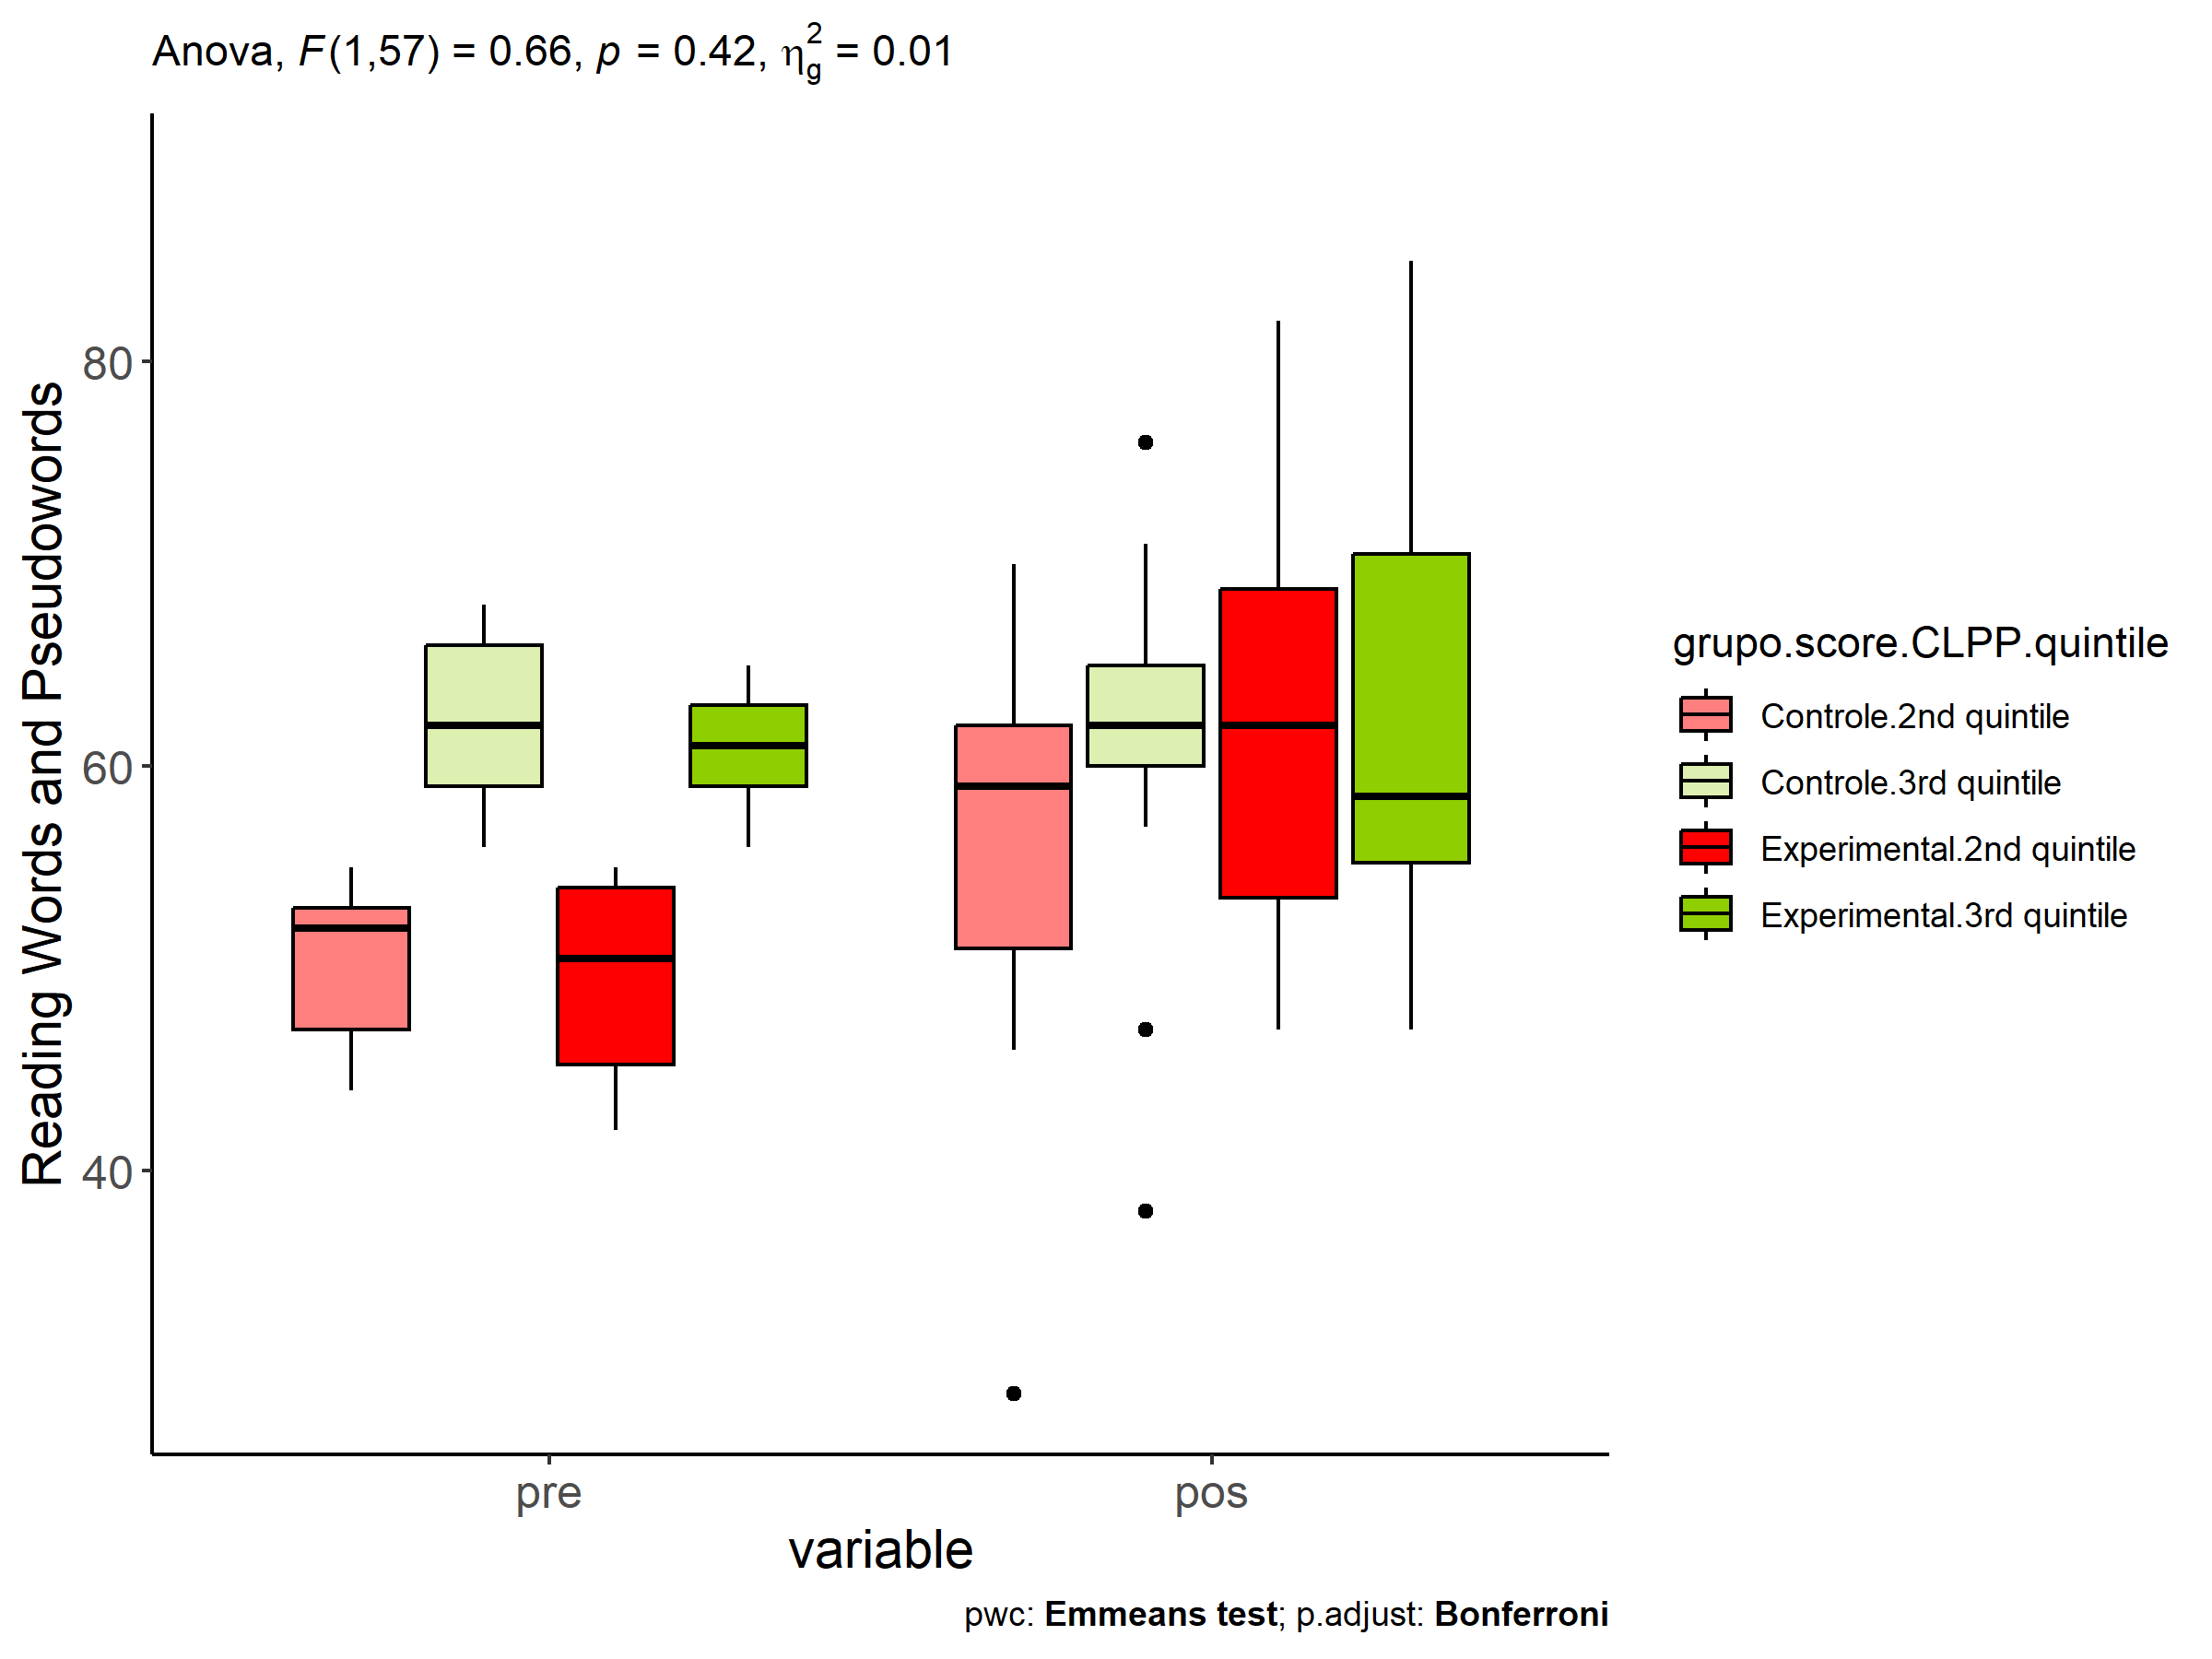 Anova, F(1,57) = 0.66, p = 0.42, η²g = 0.01
Reading Words and Pseudowords
80
60
40
pre
pos
variable
grupo.score.CLPP.quintile
Controle.2nd quintile
Controle.3rd quintile
Experimental.2nd quintile
Experimental.3rd quintile
pwc: Emmeans test; p.adjust: Bonferroni